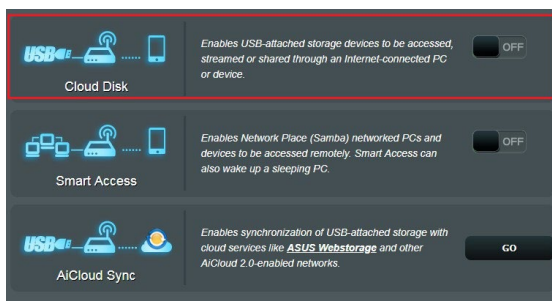 Enables USB-attached storage devices to be accessed,
streamed or shared through an Internet-connected PC
or device.
OFF
USB
Cloud Disk
Enables Network Place (Samba) networked PCs and
devices to be accessed remotely. Smart Access can
also wake up a sleeping PC.
OFF
Smart Access
Enables synchronization of USB-attached storage with
cloud services like ASUS Webstorage and other
AiCloud 2.0-enabled networks.
GO
USB
AiCloud Sync